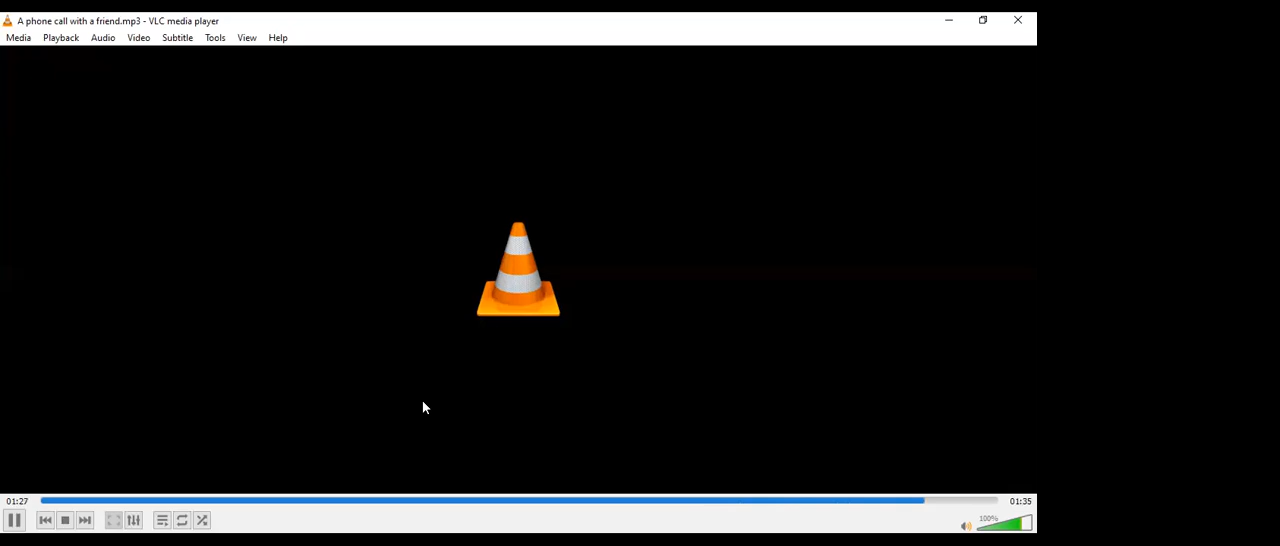 A phone call with a friend.mp3 - VLC media player
Media Playback Audio Video Subtitle Tools View Help
01:27 01:35
100%